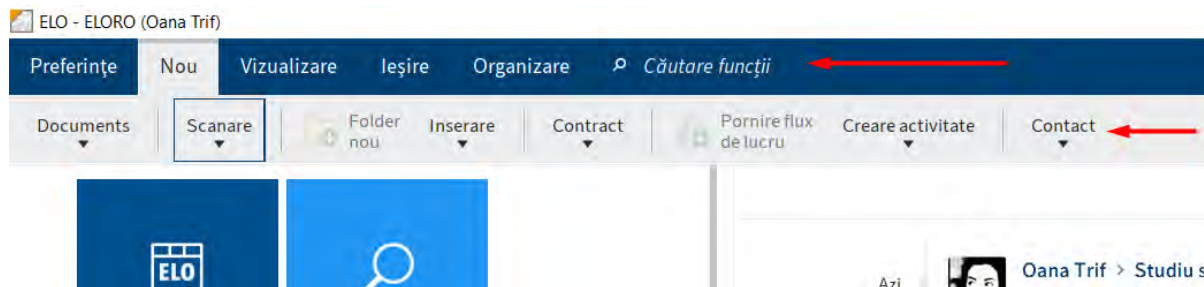 ELO - ELORO (Oana Trif)
Preferințe Nou Vizualizare Ieșire Organizare Căutare funcții
Documents Scanare Folder nou Inserare Contract Pornire flux de lucru Creare activitate Contact
ELO
Azi
Oana Trif > Studiu s